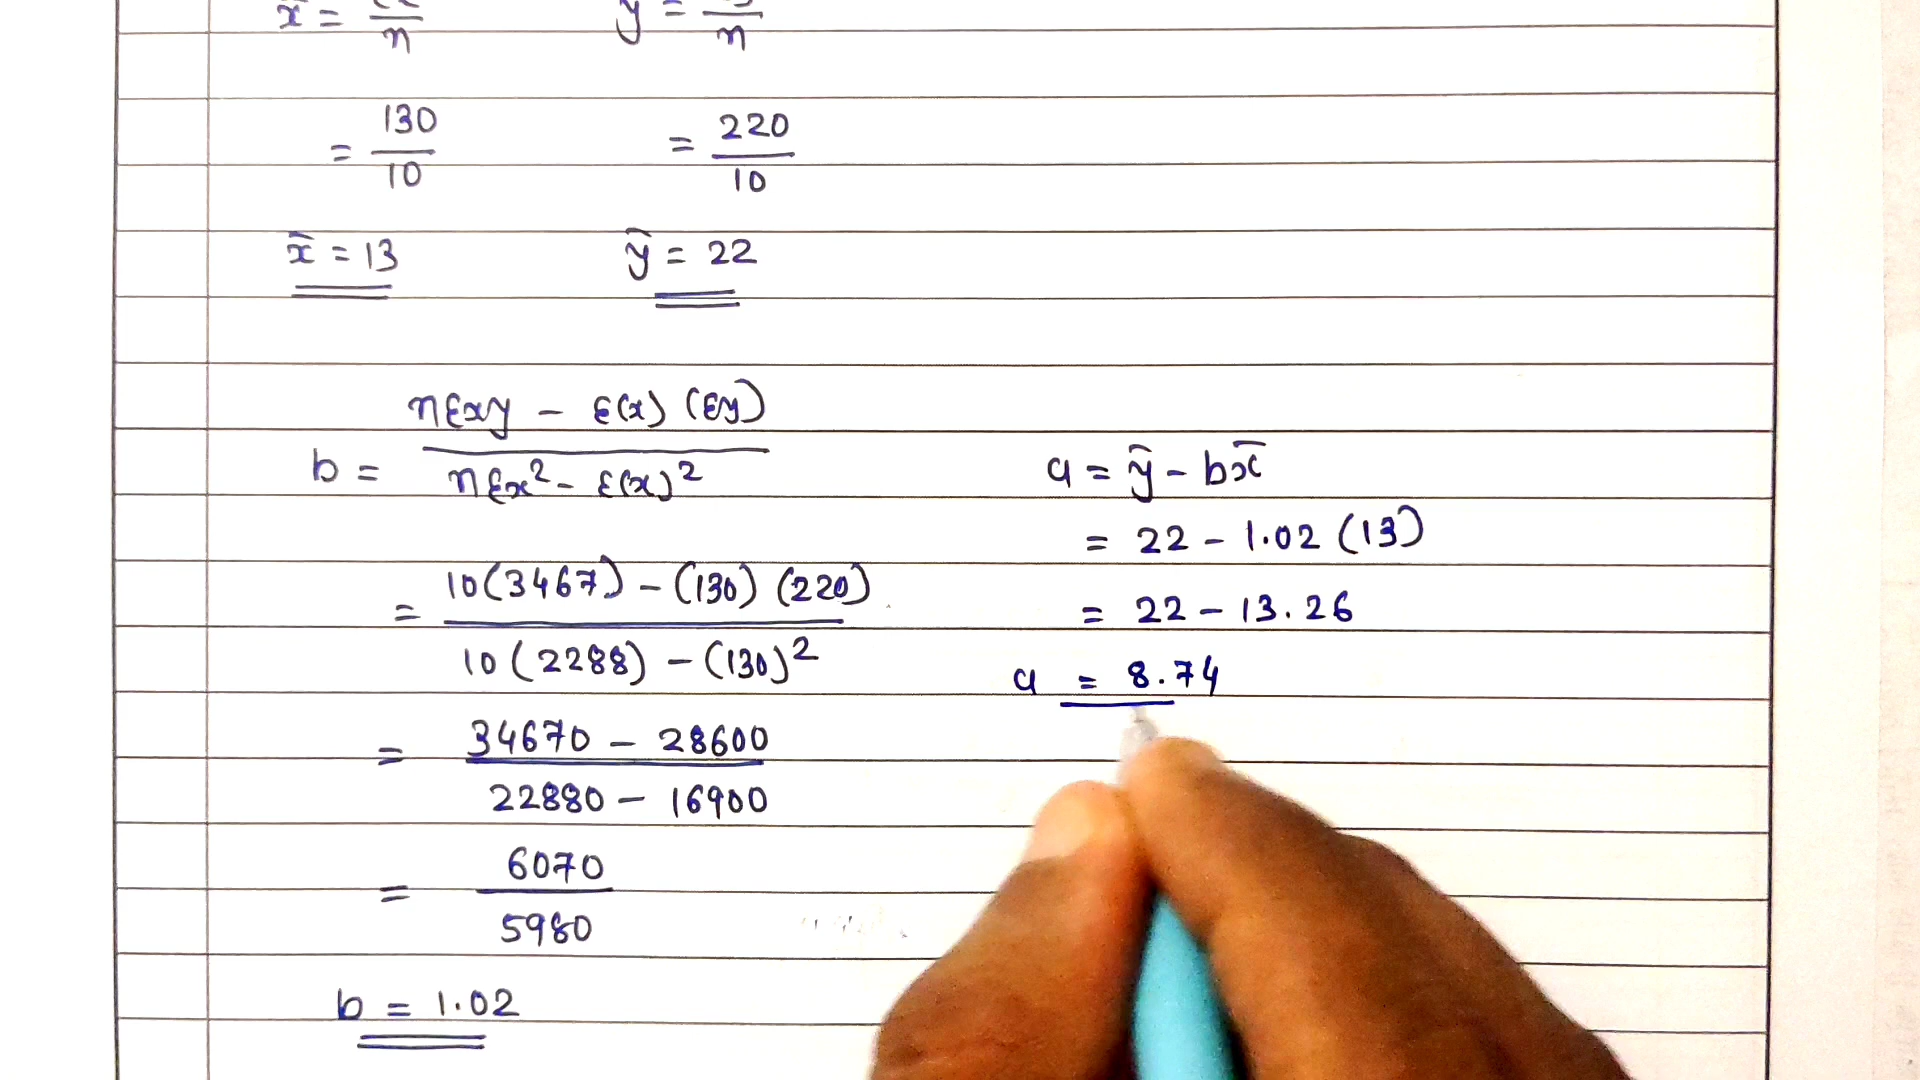 x̄ = n ȳ = n
= 130/10 = 220/10
x̄ = 13 ȳ = 22
b = nΣxy - Σ(x) (Σy) / nΣx² - Σ(x)²
= 10(3467) - (130) (220) / 10(2288) - (130)²
= 34670 - 28600 / 22880 - 16900
= 6070 / 5980
b = 1.02
a = ȳ - bx̄
= 22 - 1.02 (13)
= 22 - 13.26
a = 8.74